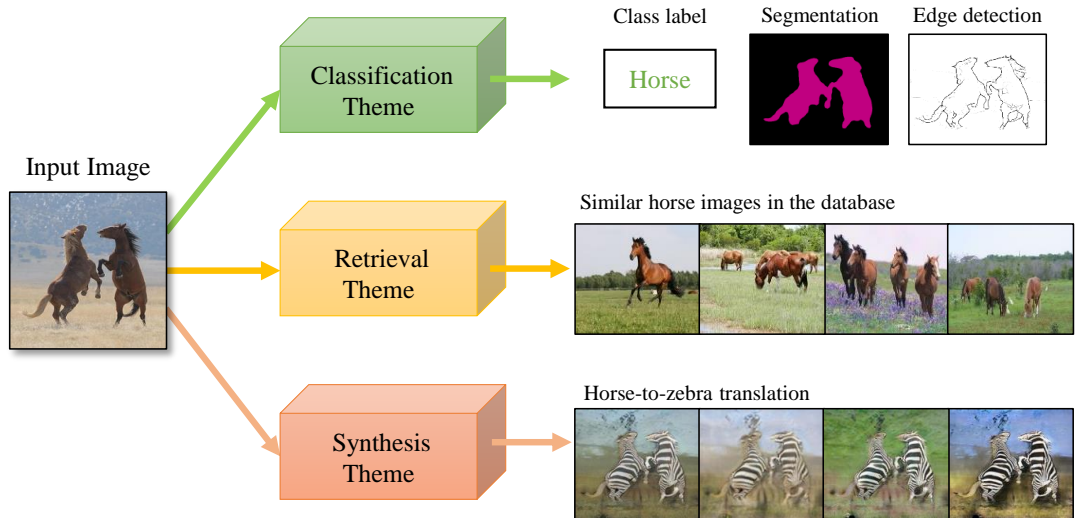 Class label
Segmentation
Edge detection
Classification
Theme
Horse
Input Image
Similar horse images in the database
Retrieval
Theme
Horse-to-zebra translation
Synthesis
Theme